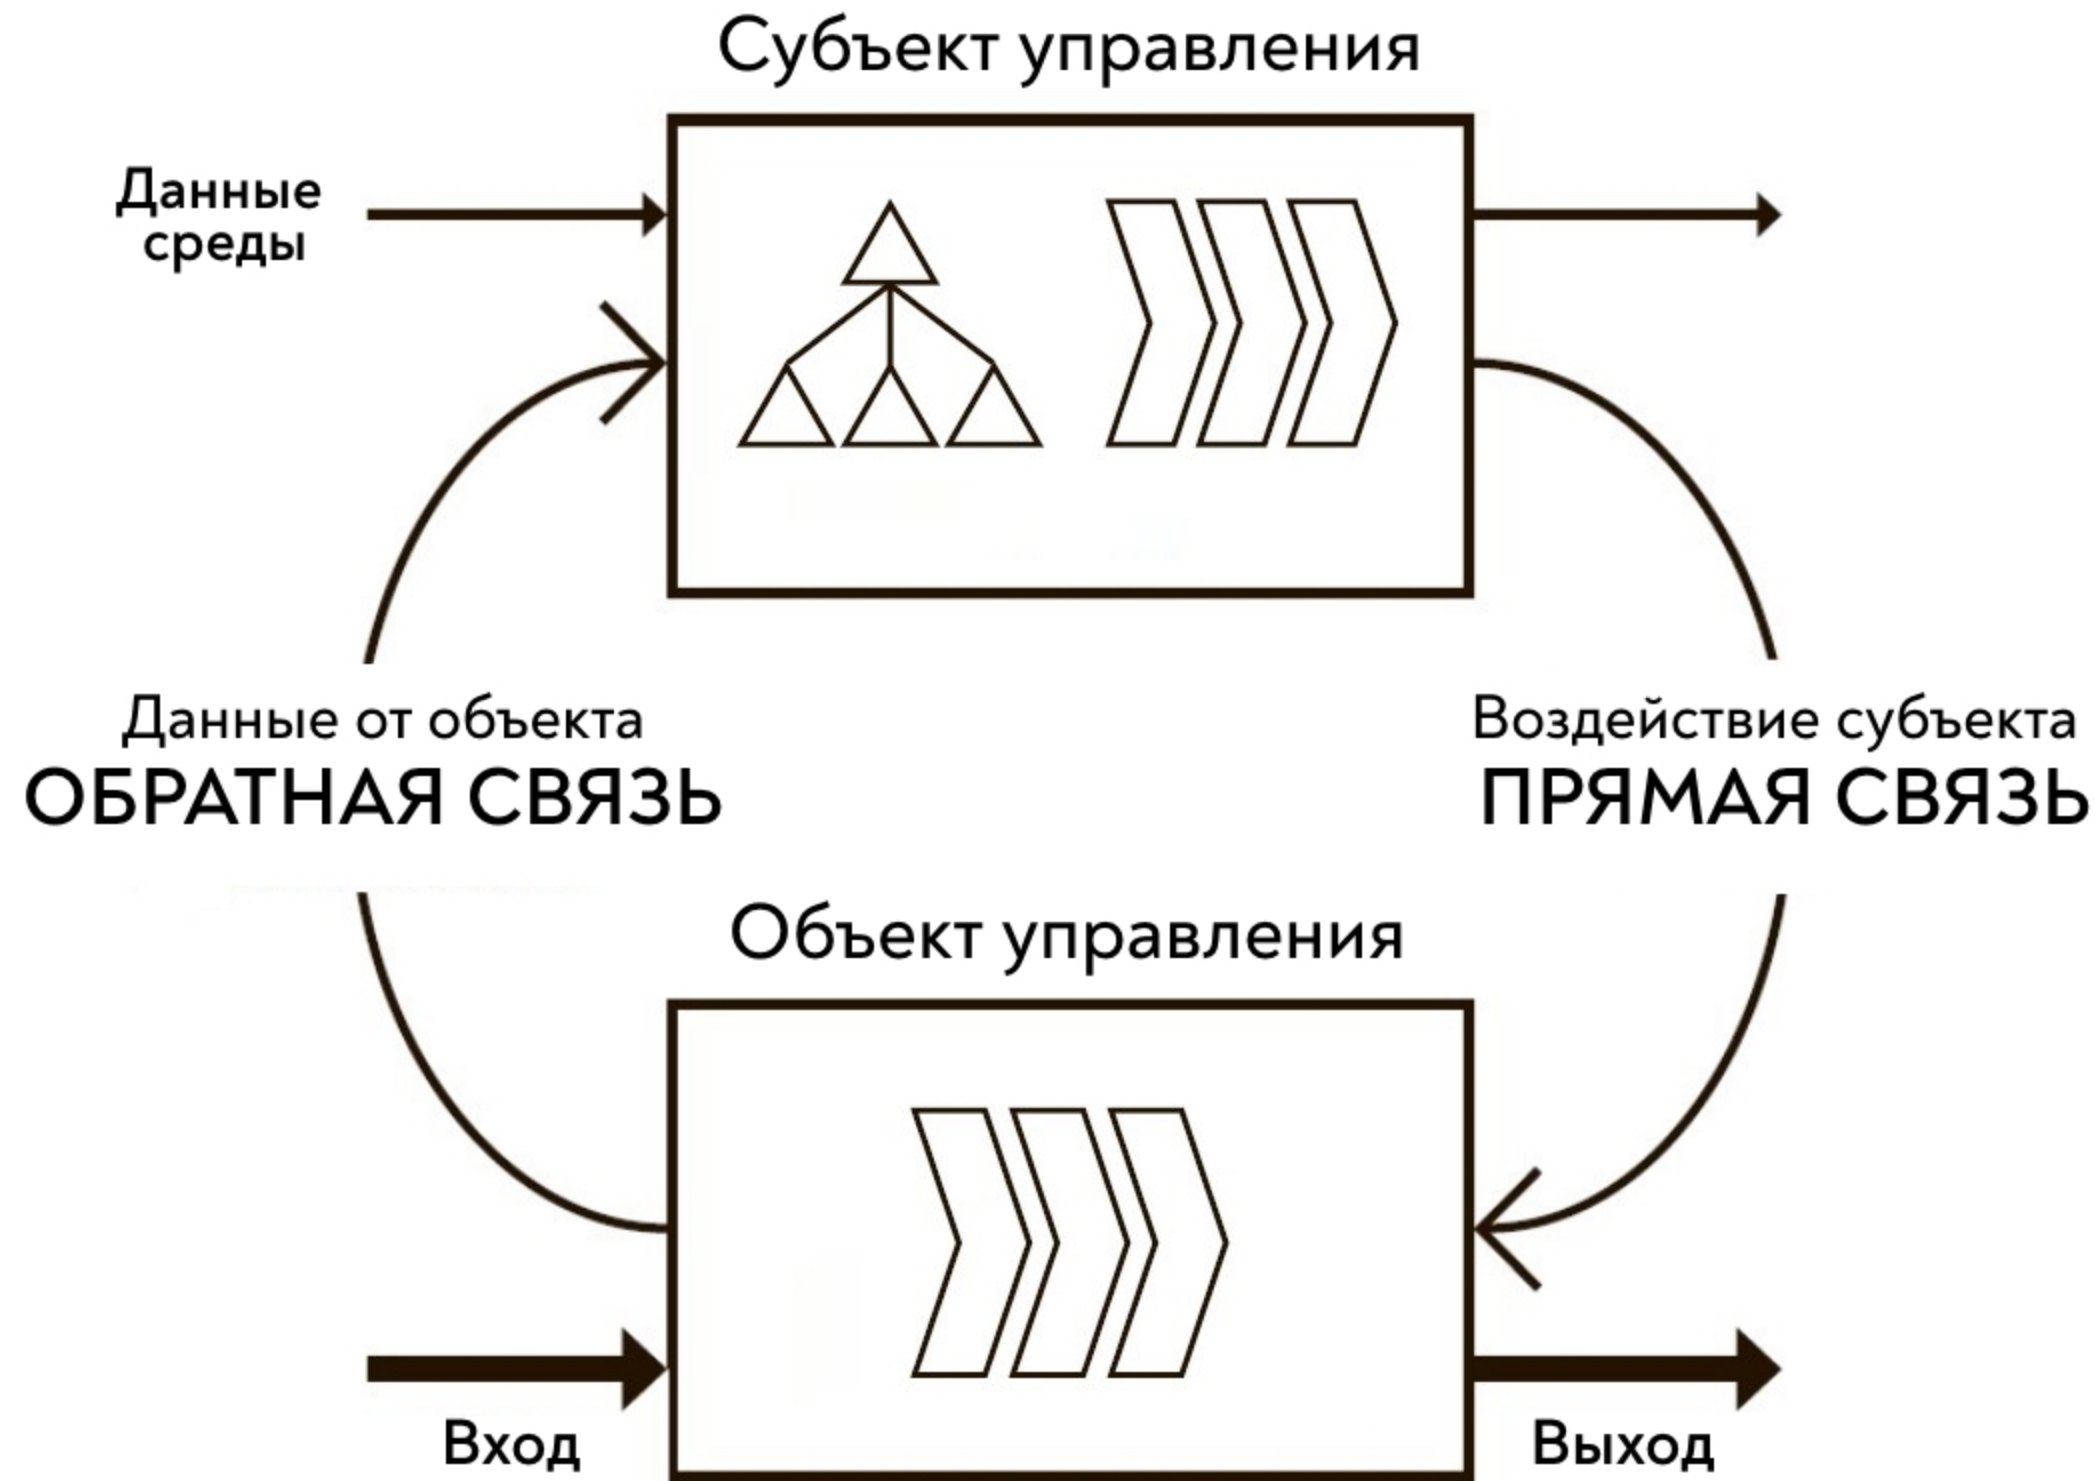 Субъект управления
Данные
среды
Данные от объекта
ОБРАТНАЯ СВЯЗЬ
Воздействие субъекта
ПРЯМАЯ СВЯЗЬ
Объект управления
Вход
Выход